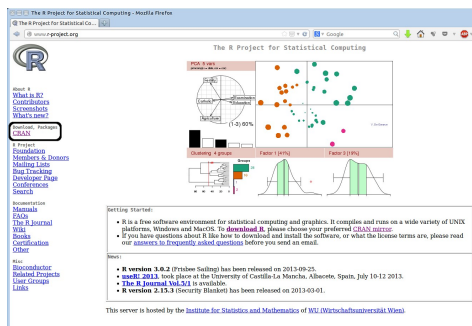 The R Project for Statistical Computing - Mozilla Firefox
The R Project for Statistical Co...
www.r-project.org
Google
The R Project for Statistical Computing
PCA 5 vars
(1-3) 60%
Clustering 4 groups
Factor 1 [41%]
Factor 3 [19%]
Groups
About R
What is R?
Contributors
Screenshots
What's new?
Download, Packages
CRAN
R Project
Foundation
Members & Donors
Mailing Lists
Bug Tracking
Developer Page
Conferences
Search
Documentation
Manuals
FAQs
The R Journal
Wiki
Books
Certification
Other
Misc
Bioconductor
Related Projects
User Groups
Links
Getting Started:
R is a free software environment for statistical computing and graphics. It compiles and runs on a wide variety of UNIX
platforms, Windows and MacOS. To download R, please choose your preferred CRAN mirror.
If you have questions about R like how to download and install the software, or what the license terms are, please read
our answers to frequently asked questions before you send an email.
News:
R version 3.0.2 (Frisbee Sailing) has been released on 2013-09-25.
useR! 2013, took place at the University of Castilla-La Mancha, Albacete, Spain, July 10-12 2013.
The R Journal Vol.5/1 is available.
R version 2.15.3 (Security Blanket) has been released on 2013-03-01.
This server is hosted by the Institute for Statistics and Mathematics of WU (Wirtschaftsuniversität Wien).